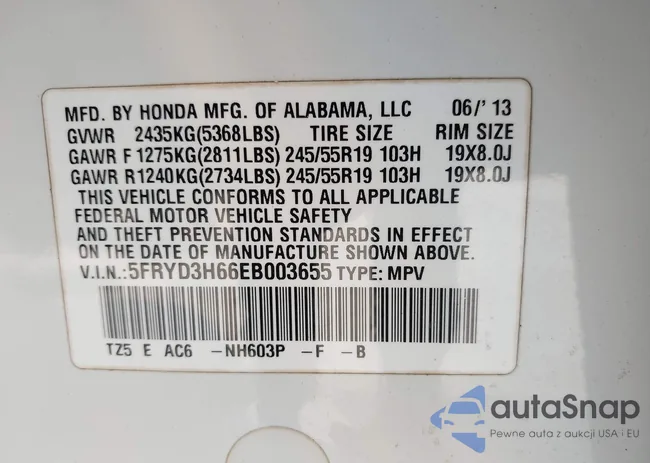 MFD. BY HONDA MFG. OF ALABAMA, LLC 06/' 13
GVWR 2435KG(5368LBS) TIRE SIZE RIM SIZE
GAWR F1275KG(2811LBS) 245/55R19 103H 19X8.0J
GAWR R1240KG(2734LBS) 245/55R19 103H 19X8.0J
THIS VEHICLE CONFORMS TO ALL APPLICABLE
FEDERAL MOTOR VEHICLE SAFETY
AND THEFT PREVENTION STANDARDS IN EFFECT
ON THE DATE OF MANUFACTURE SHOWN ABOVE.
V.I.N.:5FRYD3H66EB003655 TYPE: MPV
TZ5 E AC6 -NH603P -F -B
autoSnap
Pewne auta z aukcji USA i EU